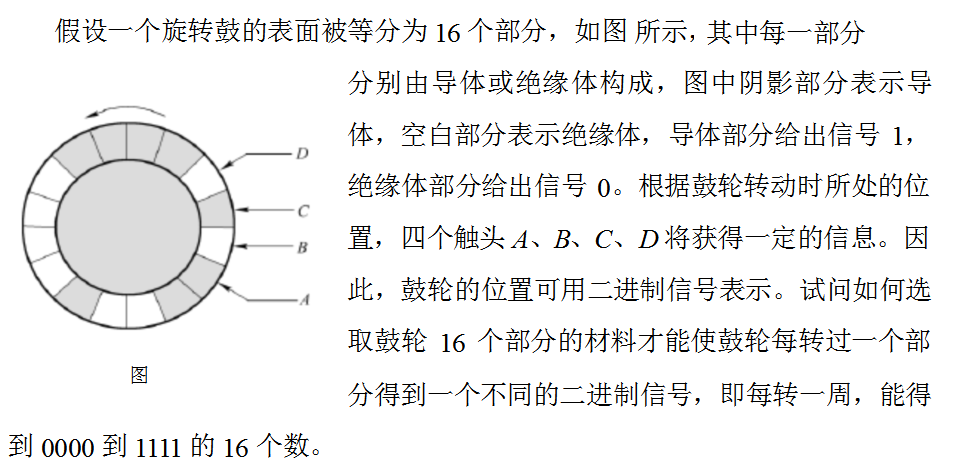 假设一个旋转鼓的表面被等分为 16 个部分，如图 所示，其中每一部分
分别由导体或绝缘体构成，图中阴影部分表示导
体，空白部分表示绝缘体，导体部分给出信号 1，
绝缘体部分给出信号 0。根据鼓轮转动时所处的位
置，四个触头 A、B、C、D 将获得一定的信息。因
此，鼓轮的位置可用二进制信号表示。试问如何选
取鼓轮 16 个部分的材料才能使鼓轮每转过一个部
分得到一个不同的二进制信号，即每转一周，能得
到 0000 到 1111 的 16 个数。
D
C
B
A
图